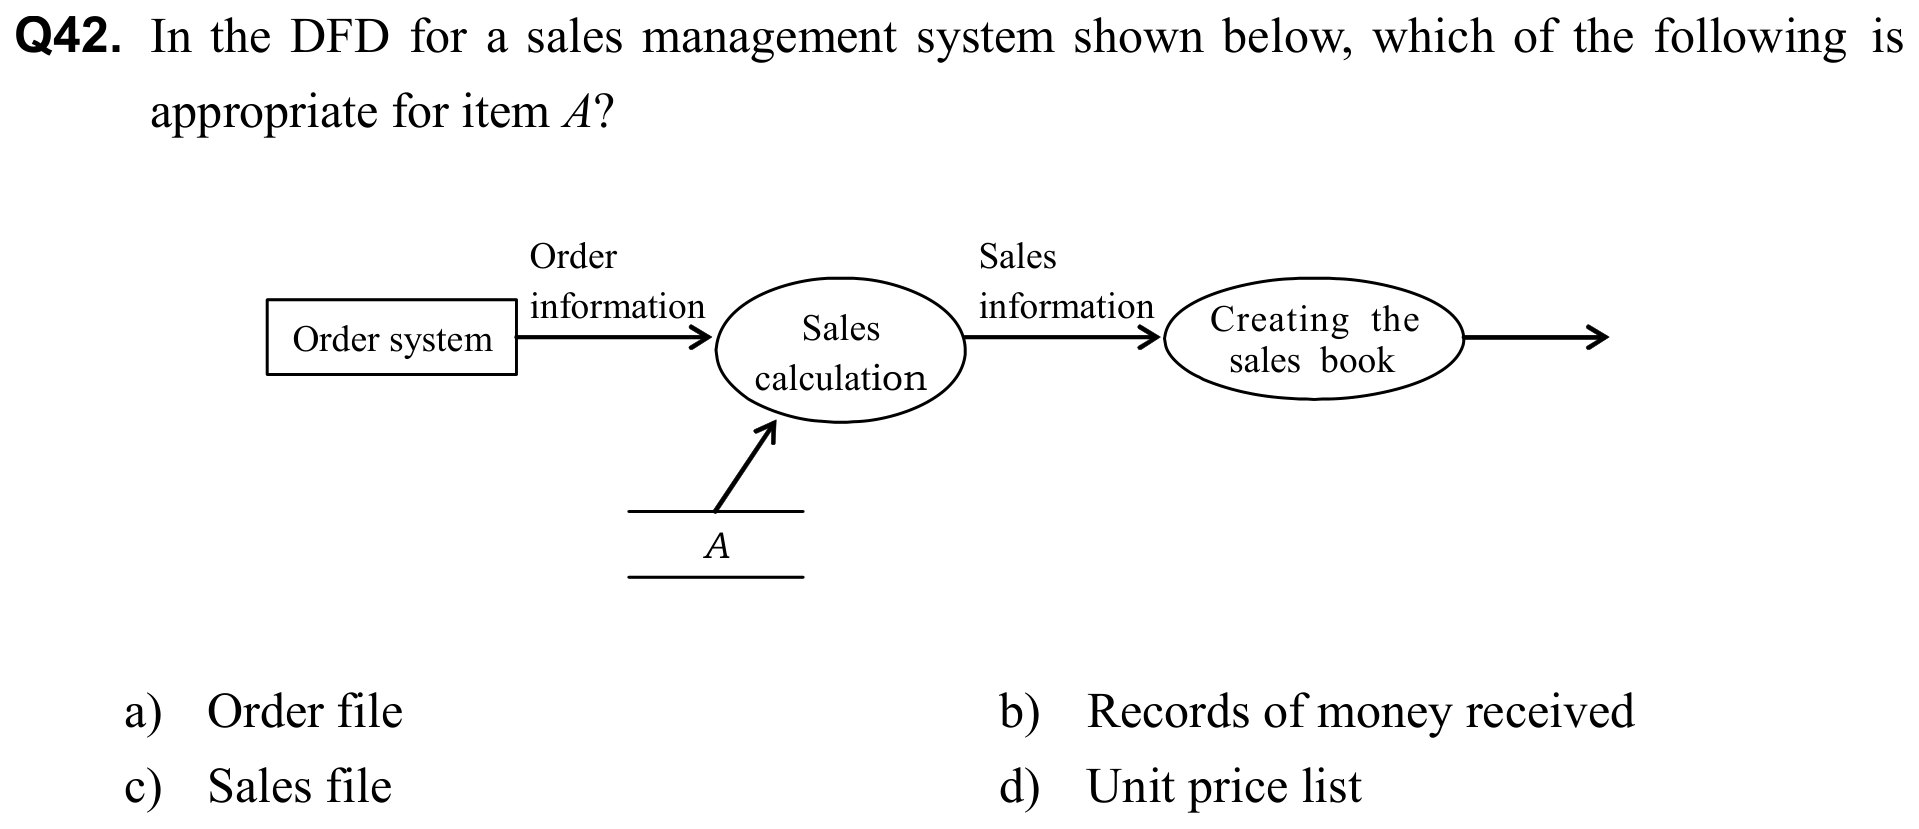 Q42. In the DFD for a sales management system shown below, which of the following is
appropriate for item A?
Order
information
Sales
information
Order system
Sales
calculation
Creating the
sales book
A
a) Order file
b) Records of money received
c) Sales file
d) Unit price list